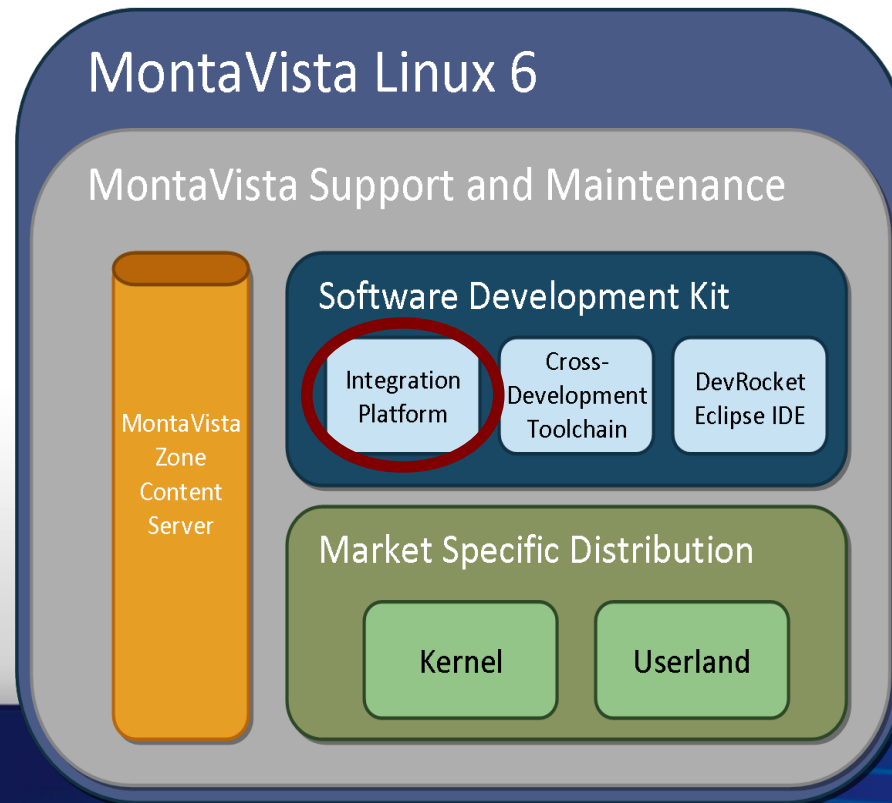 MontaVista Linux 6
MontaVista Support and Maintenance
MontaVista
Zone
Content
Server
Software Development Kit
Integration
Platform
Cross-
Development
Toolchain
DevRocket
Eclipse IDE
Market Specific Distribution
Kernel
Userland